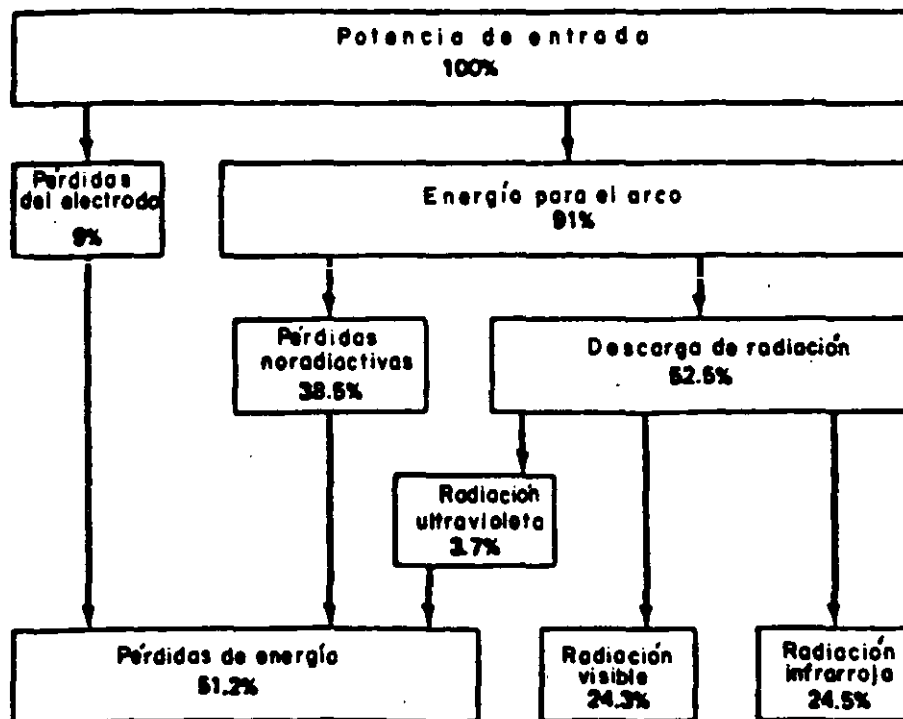 Potencia de entrada
100%
Pérdidas
del electrodo
9%
Energía para el arco
91%
Pérdidas
noradiactivas
38.5%
Descarga de radiación
52.5%
Radiación
ultravioleta
3.7%
Pérdidas de energía
51.2%
Radiación
visible
24.3%
Radiación
infrarroja
24.5%